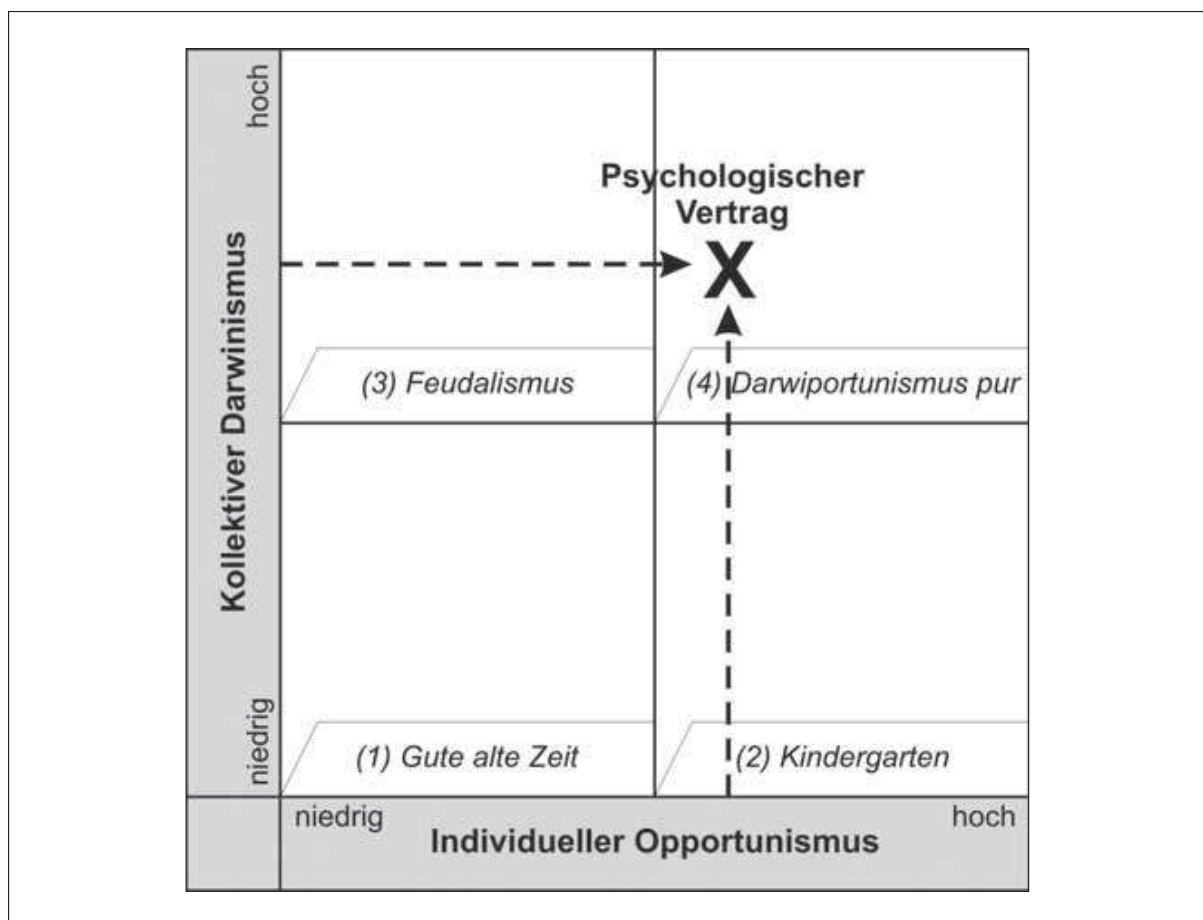 hoch
Kollektiver Darwinismus
niedrig
Psychologischer
Vertrag
X
(3) Feudalismus
(4) Darwiportunismus pur
(1) Gute alte Zeit
(2) Kindergarten
niedrig
Individueller Opportunismus
hoch